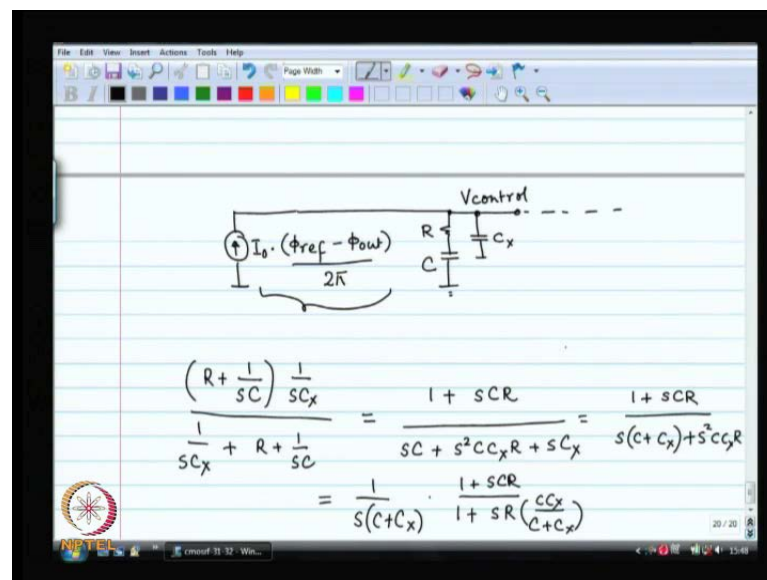 File Edit View Insert Actions Tools Help
Page Width
B I
Vcontrol
I₀ · (ϕref − ϕout) / 2π
R
C
Cx
((R + 1/SC) 1/SCx) / (1/SCx + R + 1/SC) = (1 + SCR) / (SC + S²CCxR + SCx) = (1 + SCR) / (S(C+Cx) + S²CCxR)
= 1/(S(C+Cx)) · (1 + SCR) / (1 + SR(CCx/(C+Cx)))
20 / 20
NPTEL
cmosrf-31-32 - Win...
15:48